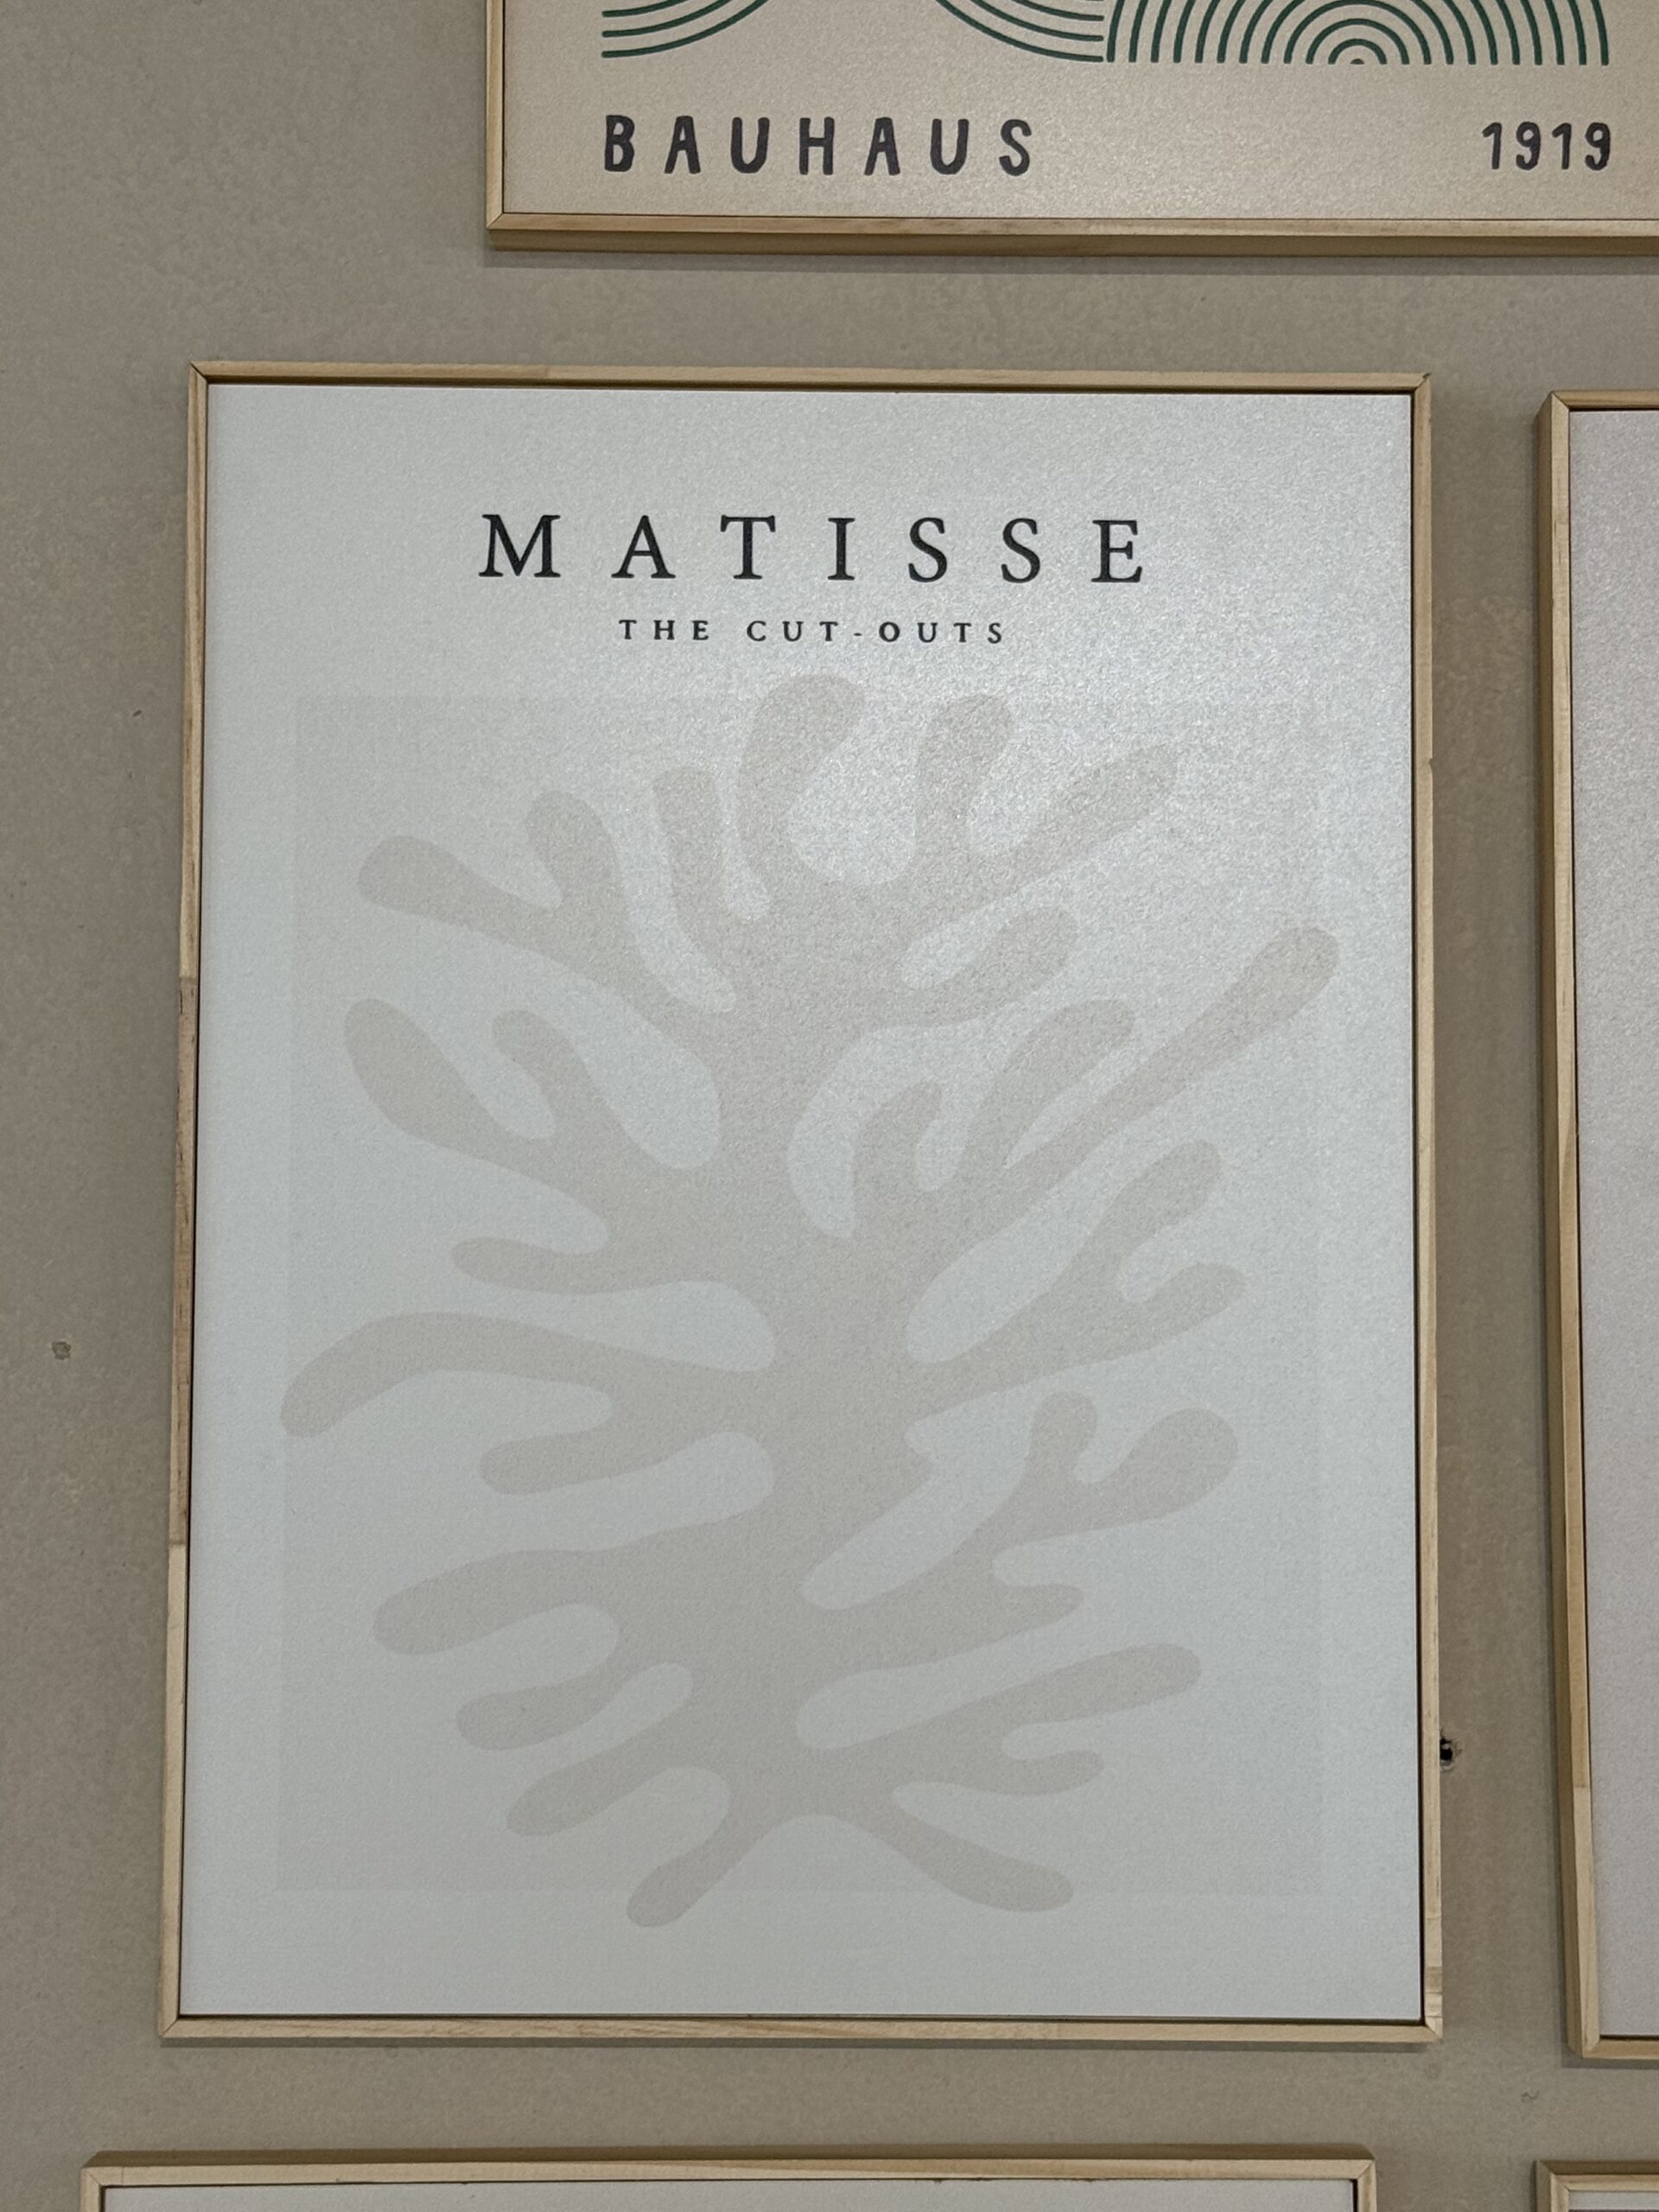 BAUHAUS 1919
MATISSE
THE CUT-OUTS